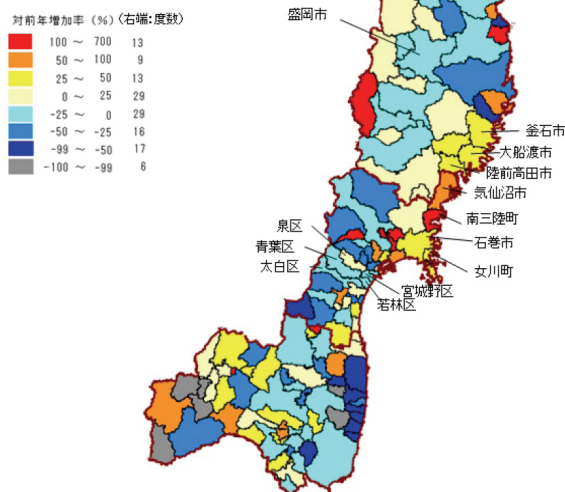 対前年増加率 (%) (右端:度数)
100 ～ 700 13
50 ～ 100 9
25 ～ 50 13
0 ～ 25 29
-25 ～ 0 29
-50 ～ -25 16
-99 ～ -50 17
-100 ～ -99 6
盛岡市
釜石市
大船渡市
陸前高田市
気仙沼市
南三陸町
石巻市
女川町
泉区
青葉区
太白区
宮城野区
若林区